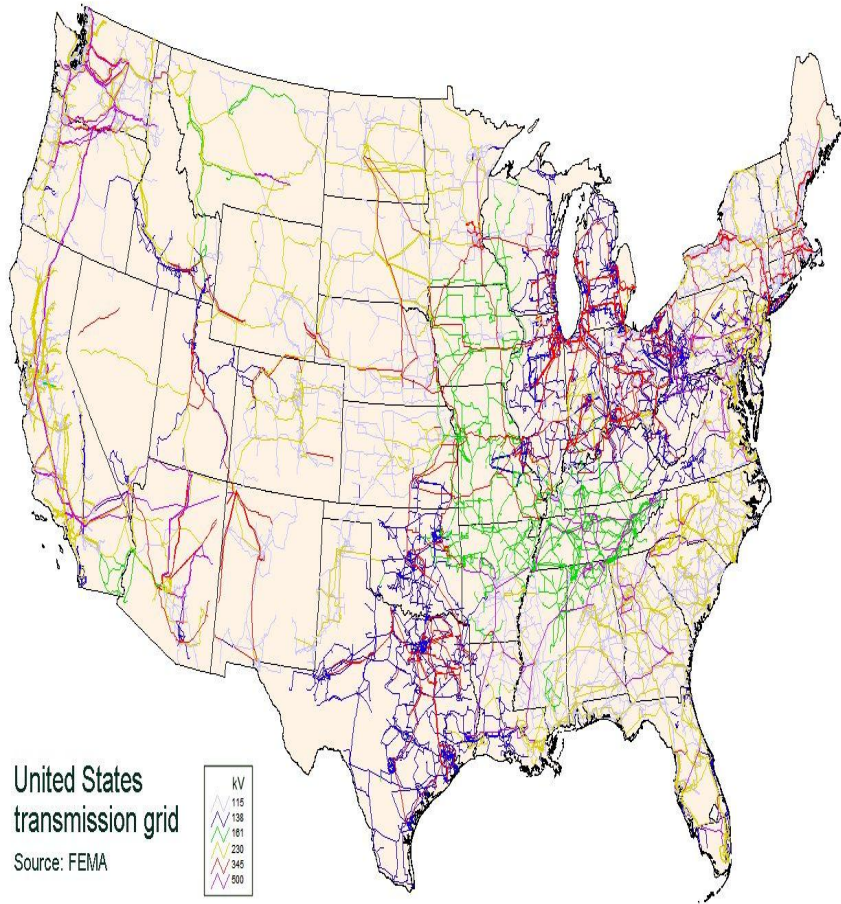 United States
transmission grid
Source: FEMA
kV
115
138
161
230
345
500